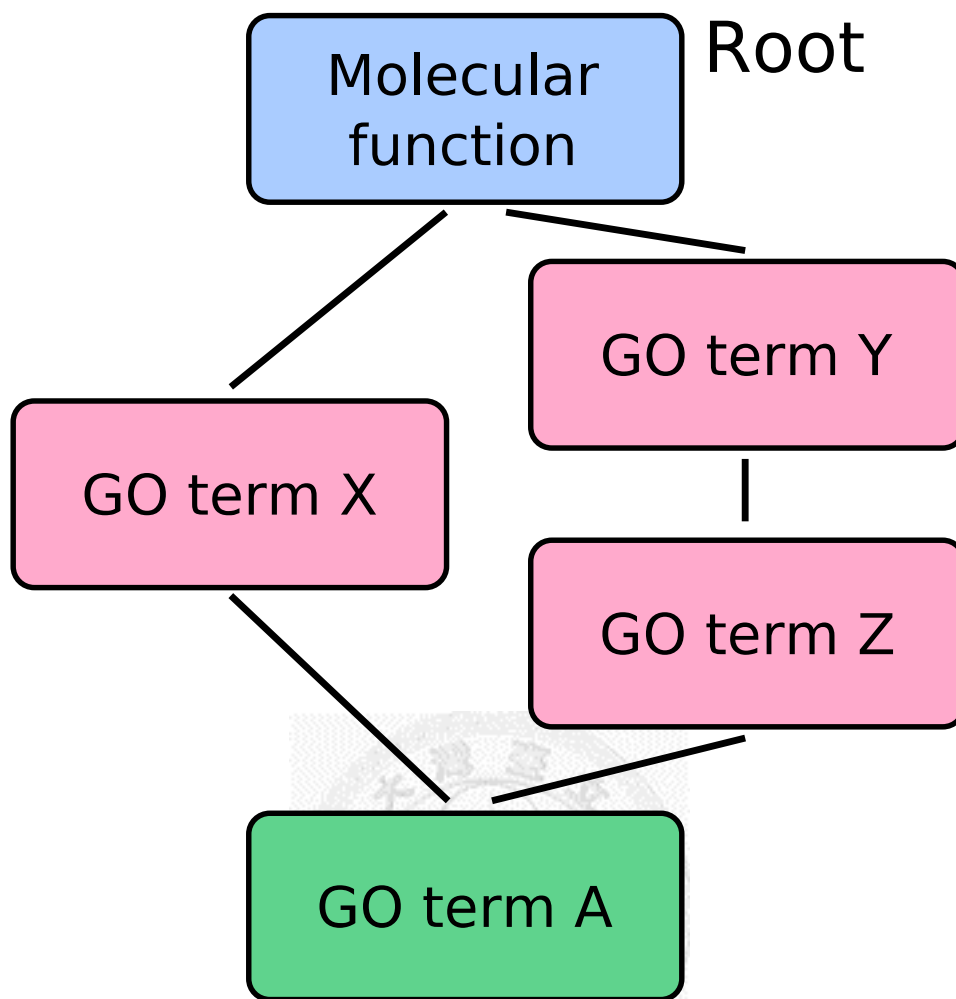 Molecular
function
Root
GO term Y
GO term X
GO term Z
GO term A